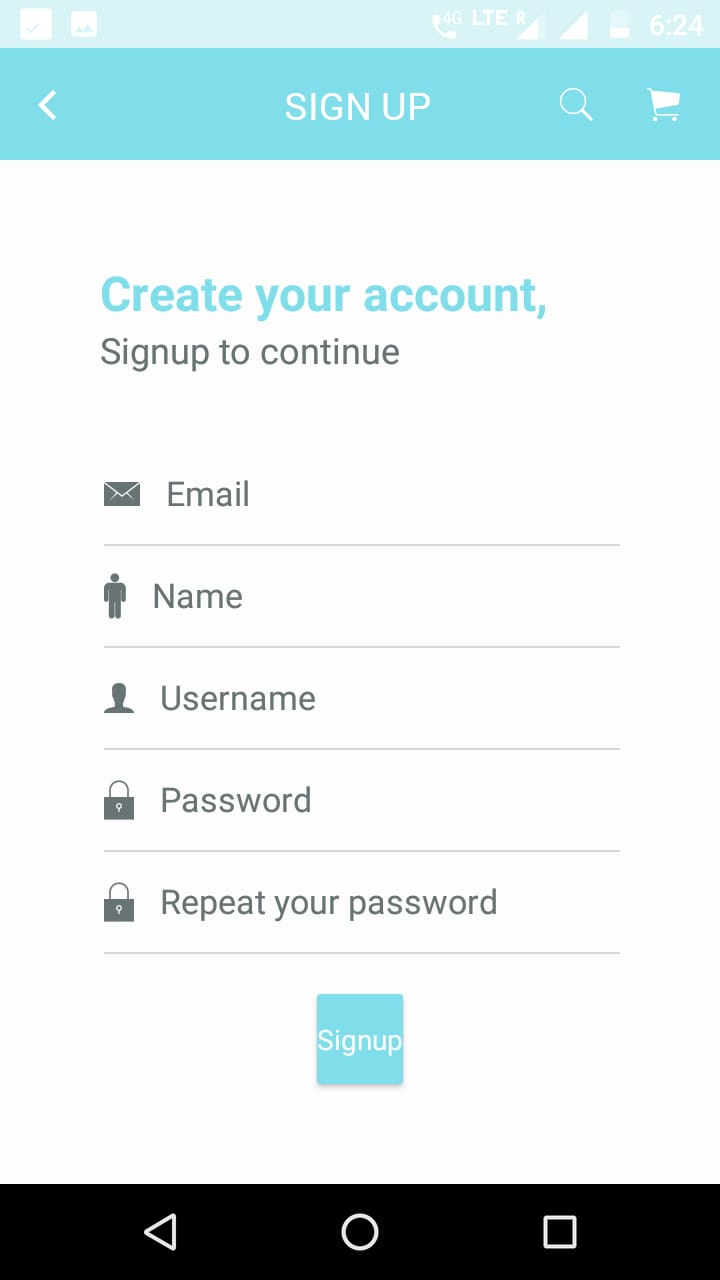 4G LTE R 6:24
SIGN UP
Create your account,
Signup to continue
Email
Name
Username
Password
Repeat your password
Signup